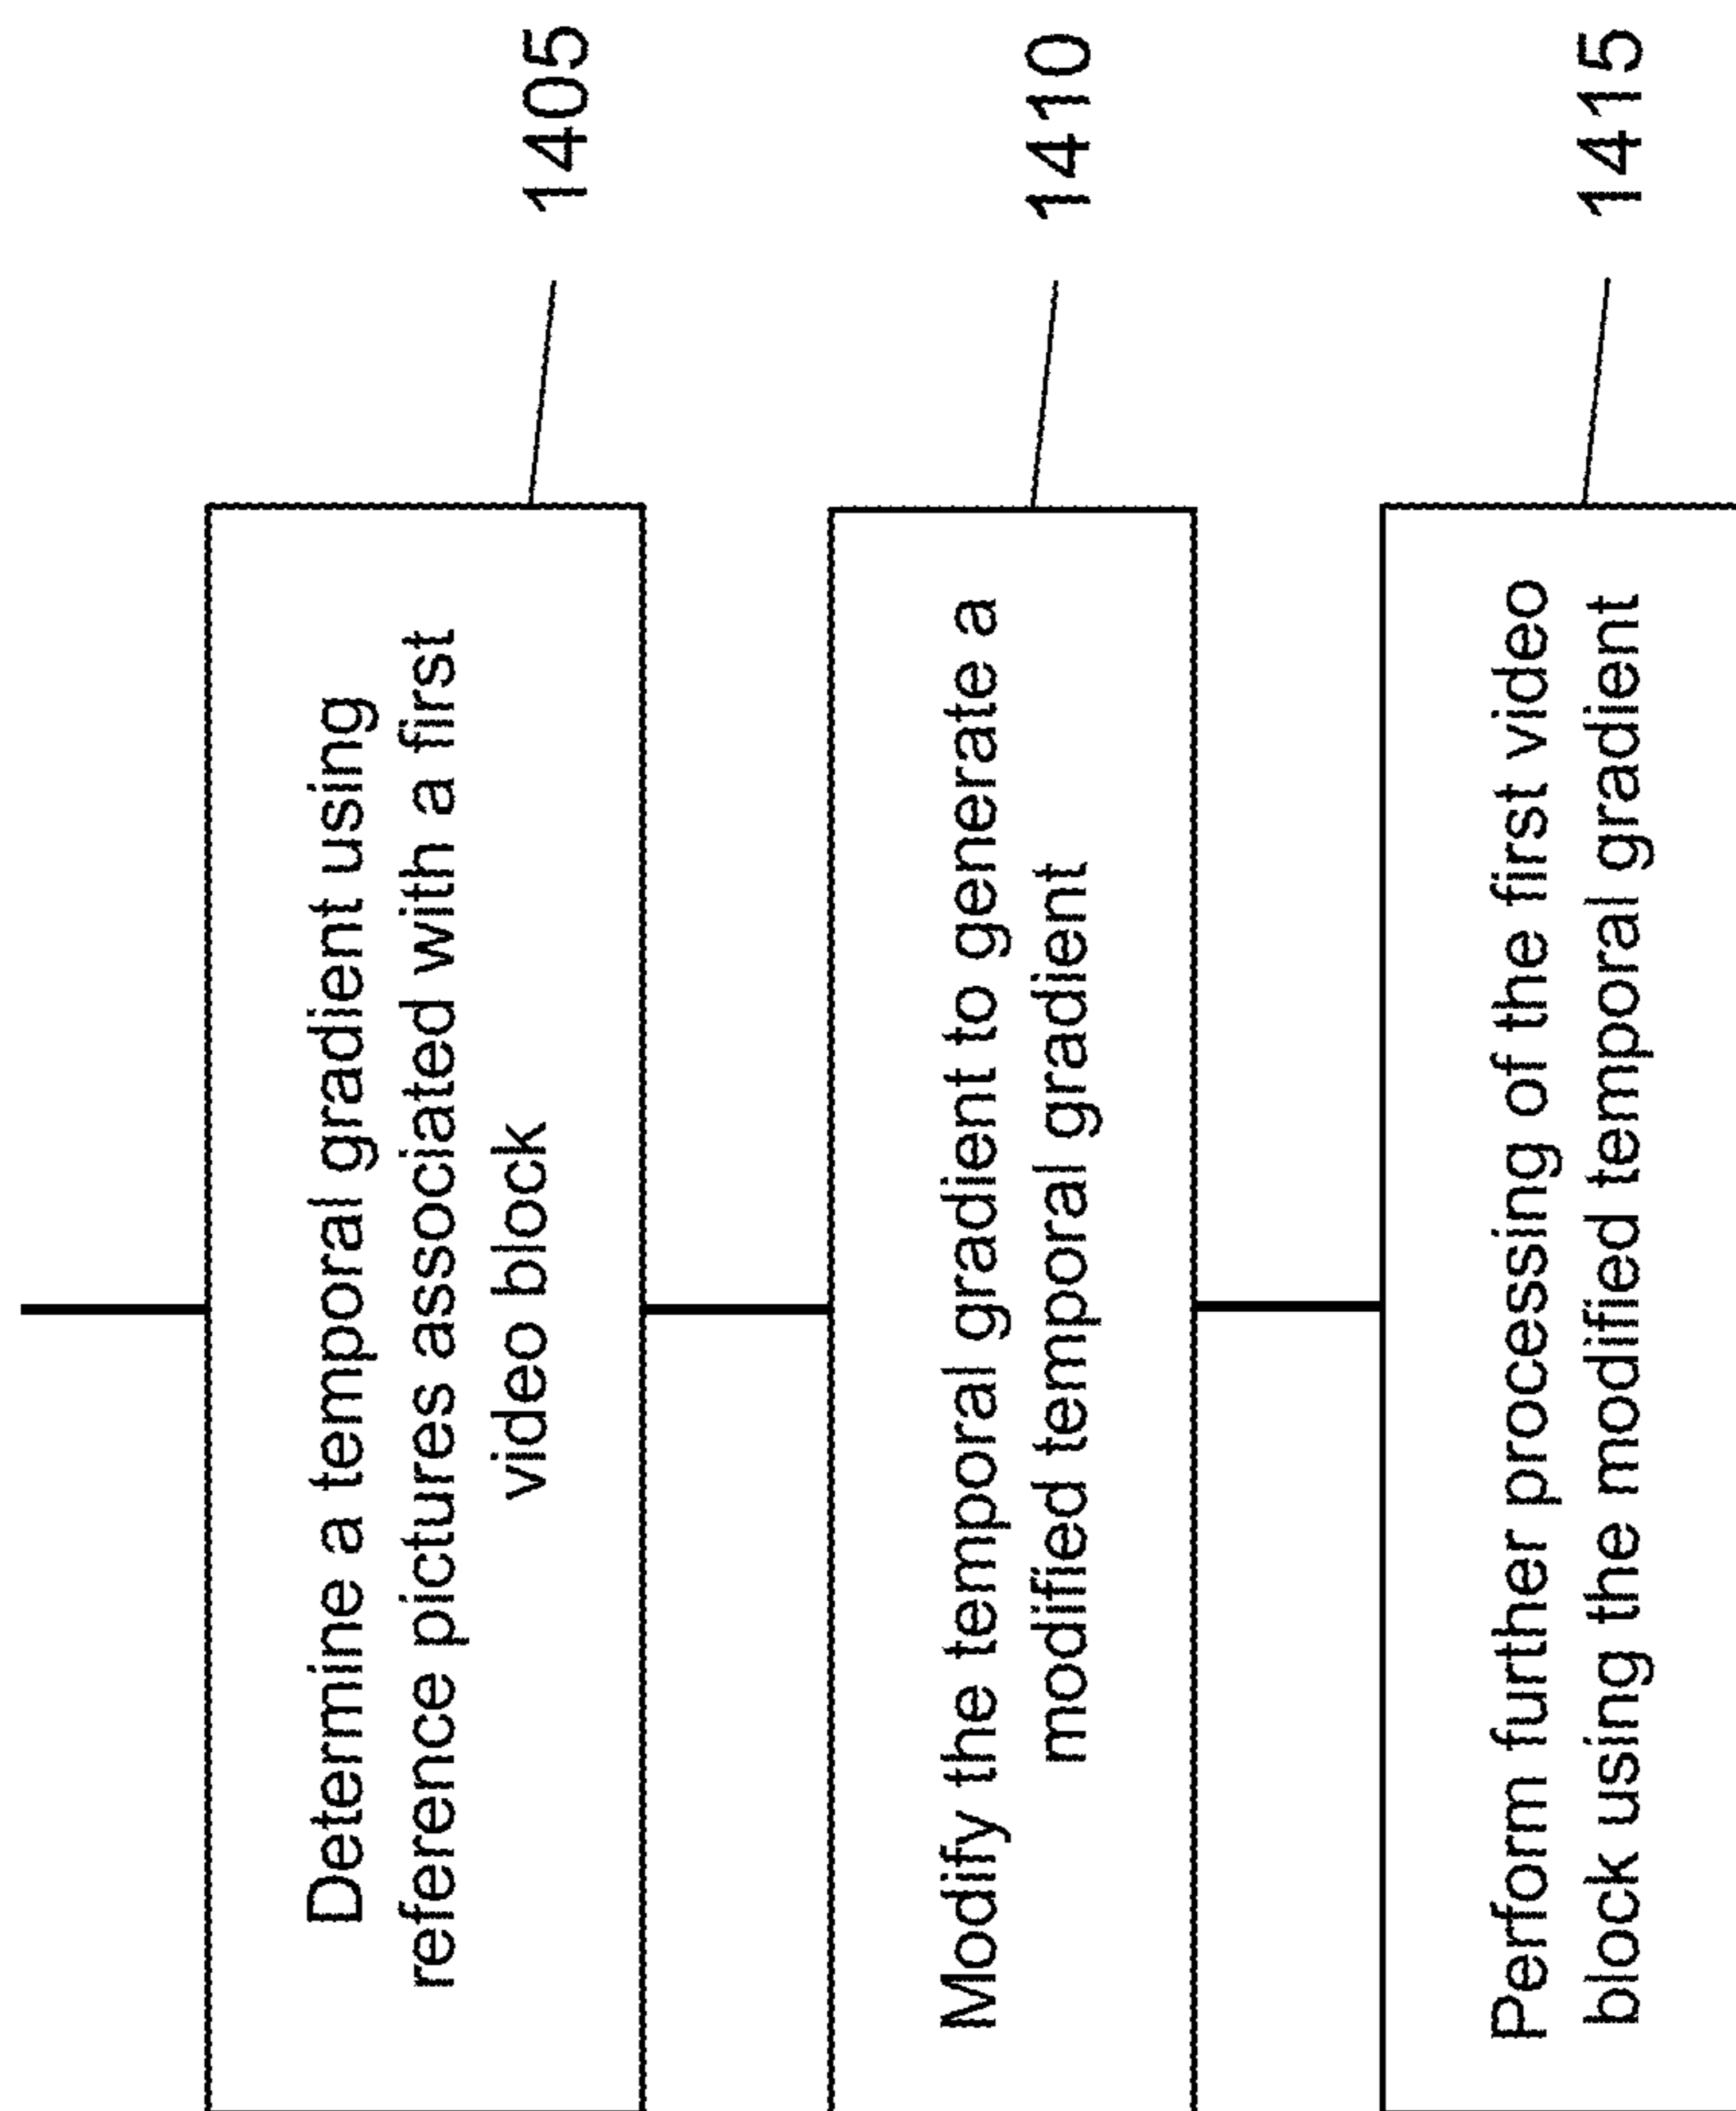 Determine a temporal gradient using
reference pictures associated with a first
video block
1405
Modify the temporal gradient to generate a
modified temporal gradient
1410
Perform further processing of the first video
block using the modified temporal gradient
1415